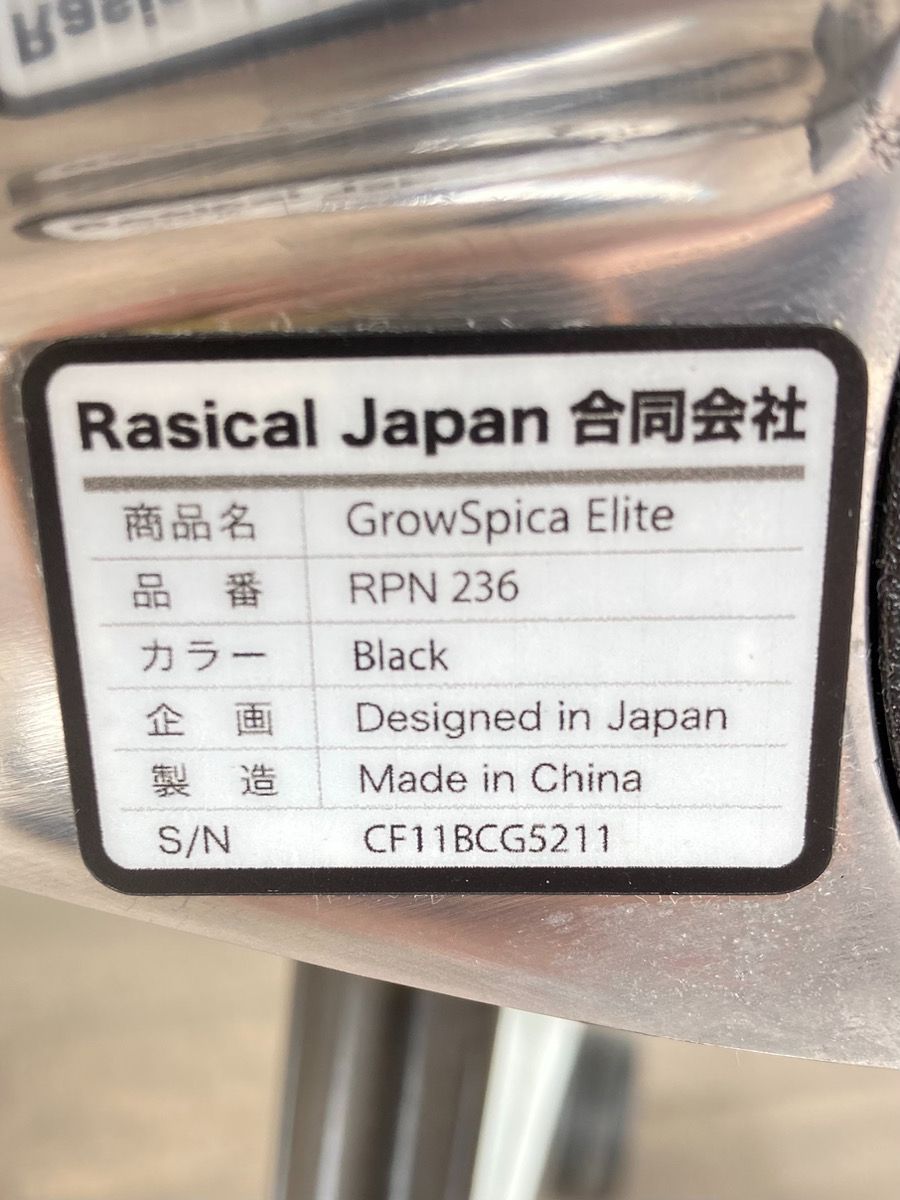 Rasical Japan 合同会社
商品名 GrowSpica Elite
品番 RPN 236
カラー Black
企画 Designed in Japan
製造 Made in China
S/N CF11BCG5211